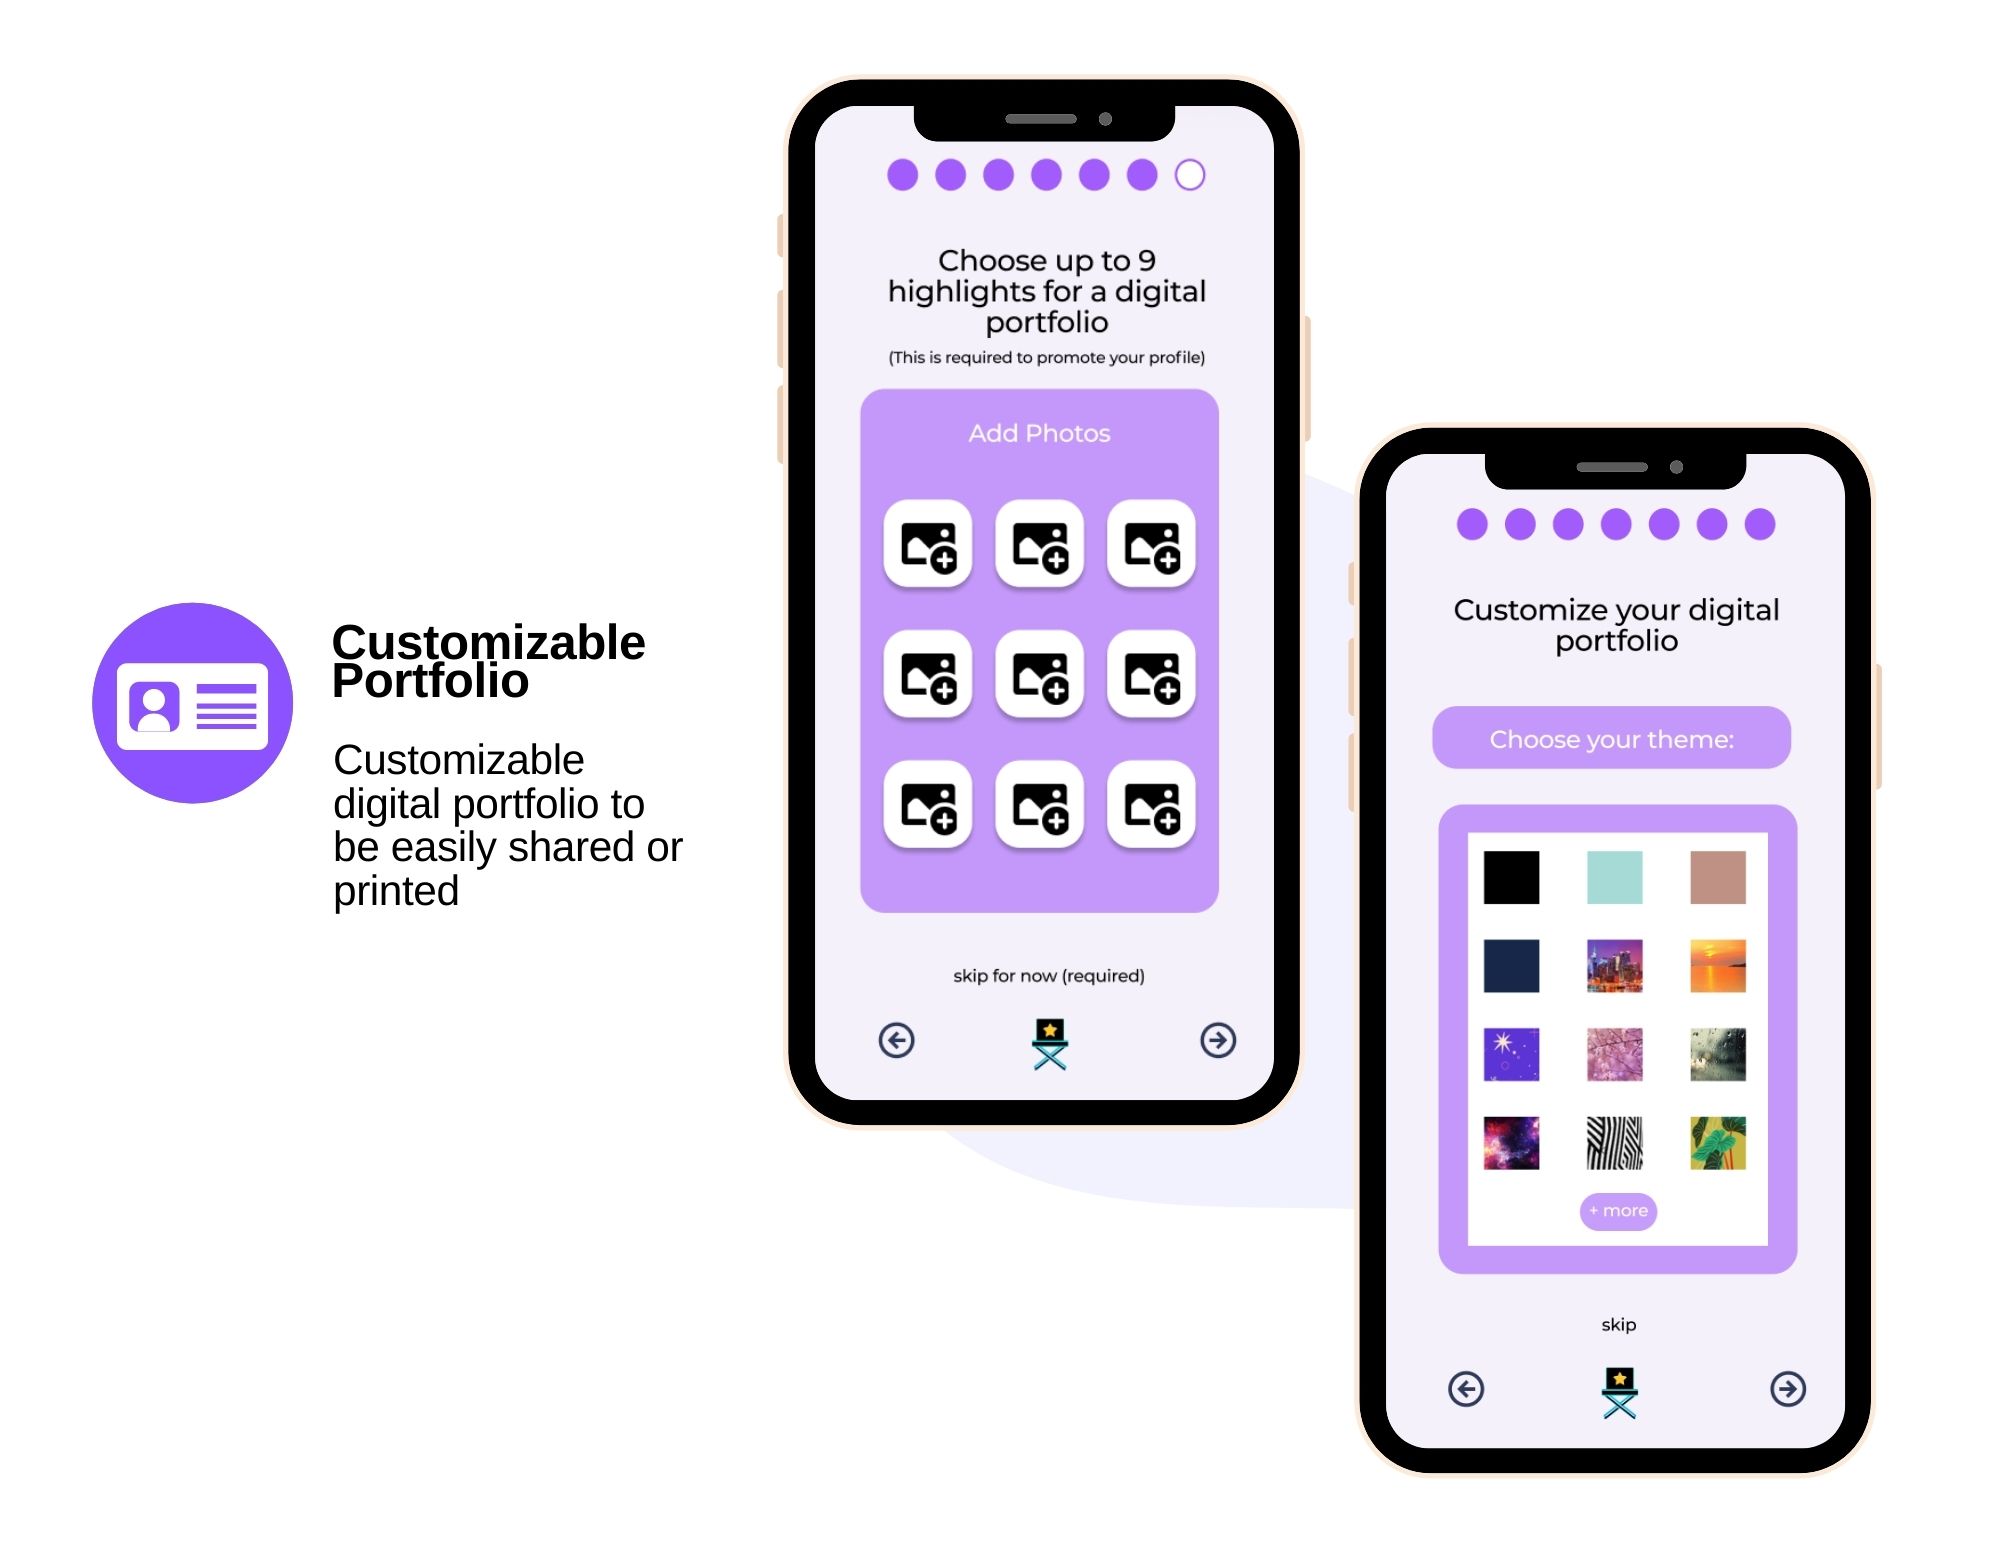 Customizable
Portfolio
Customizable
digital portfolio to
be easily shared or
printed
Choose up to 9
highlights for a digital
portfolio
(This is required to promote your profile)
Add Photos
skip for now (required)
Customize your digital
portfolio
Choose your theme:
+ more
skip